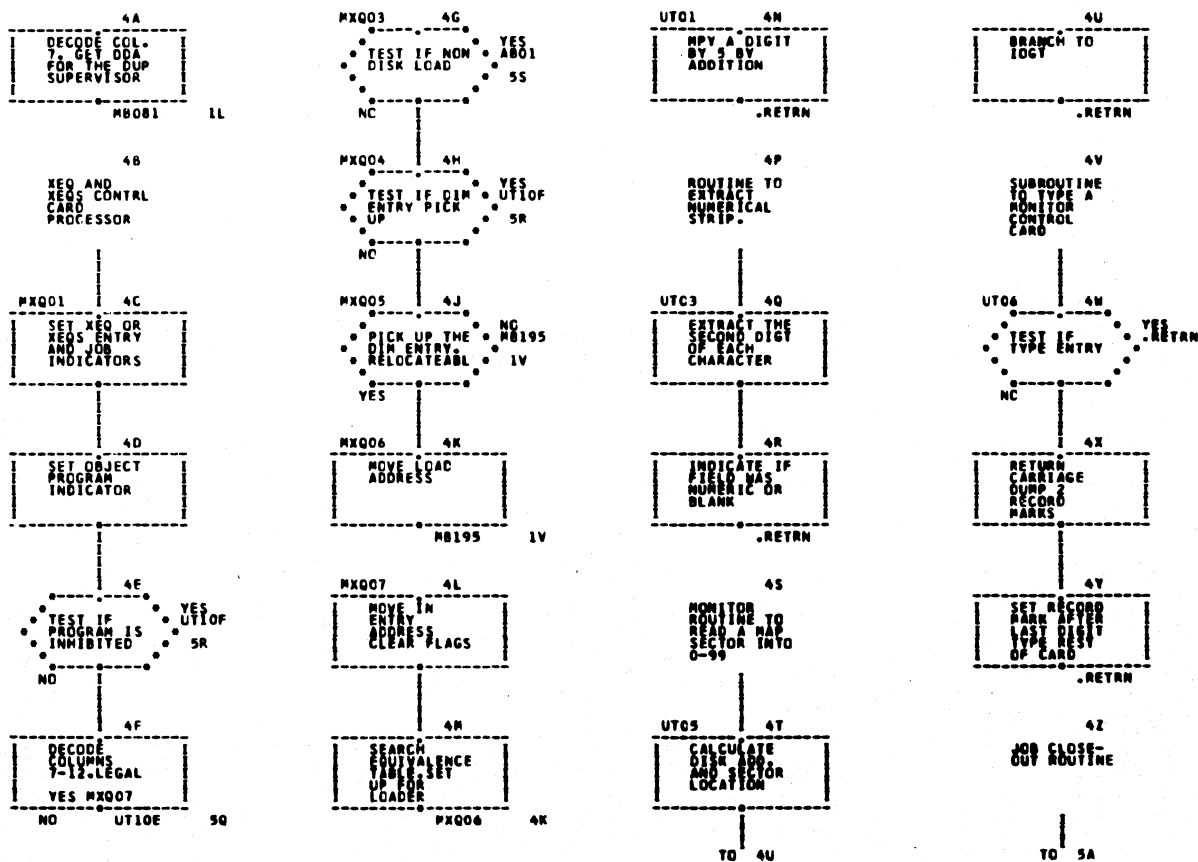 4A
DECODE COL.
7, GET DDA
FOR THE DUP
SUPERVISOR
MB081 1L
4B
XEQ AND
XEQS CONTRL
CARD
PROCESSOR
MXQ01 4C
SET XEQ OR
XEQS ENTRY
AND JOB
INDICATORS
4D
SET OBJECT
PROGRAM
INDICATOR
4E
TEST IF
PROGRAM IS
INHIBITED
YES
UT10F
5R
NO
4F
DECODE
COLUMNS
7-12.LEGAL
YES MXQ07
NO UT10E 5Q
MXQ03 4G
TEST IF NON
DISK LOAD
YES
AB01
5S
NO
MXQ04 4H
TEST IF DIM
ENTRY PICK
UP
YES
UT10F
5R
NO
MXQ05 4J
PICK UP THE
DIM ENTRY.
RELOCATEABL
NO
MB195
1V
YES
MXQ06 4K
MOVE LOAD
ADDRESS
MB195 1V
MXQ07 4L
MOVE IN
ENTRY
ADDRESS
CLEAR FLAGS
4M
SEARCH
EQUIVALENCE
TABLE.SET
UP FOR
LOADER
MXQ06 4K
UT01 4N
MPY A DIGIT
BY 5 BY
ADDITION
.RETRN
4P
ROUTINE TO
EXTRACT
NUMERICAL
STRIP.
UT03 4Q
EXTRACT THE
SECOND DIGT
OF EACH
CHARACTER
4R
INDICATE IF
FIELD WAS
NUMERIC OR
BLANK
.RETRN
4S
MONITOR
ROUTINE TO
READ A MAP
SECTOR INTO
0-99
UT05 4T
CALCULATE
DISK ADD.
AND SECTOR
LOCATION
TO 4U
4U
BRANCH TO
IOGT
.RETRN
4V
SUBROUTINE
TO TYPE A
MONITOR
CONTROL
CARD
UT06 4W
TEST IF
TYPE ENTRY
YES
.RETRN
NO
4X
RETURN
CARRIAGE
DUMP 2
RECORD
MARKS
4Y
SET RECORD
MARK AFTER
LAST DIGIT
TYPE REST
OF CARD
.RETRN
4Z
JOB CLOSE-
OUT ROUTINE
TO 5A